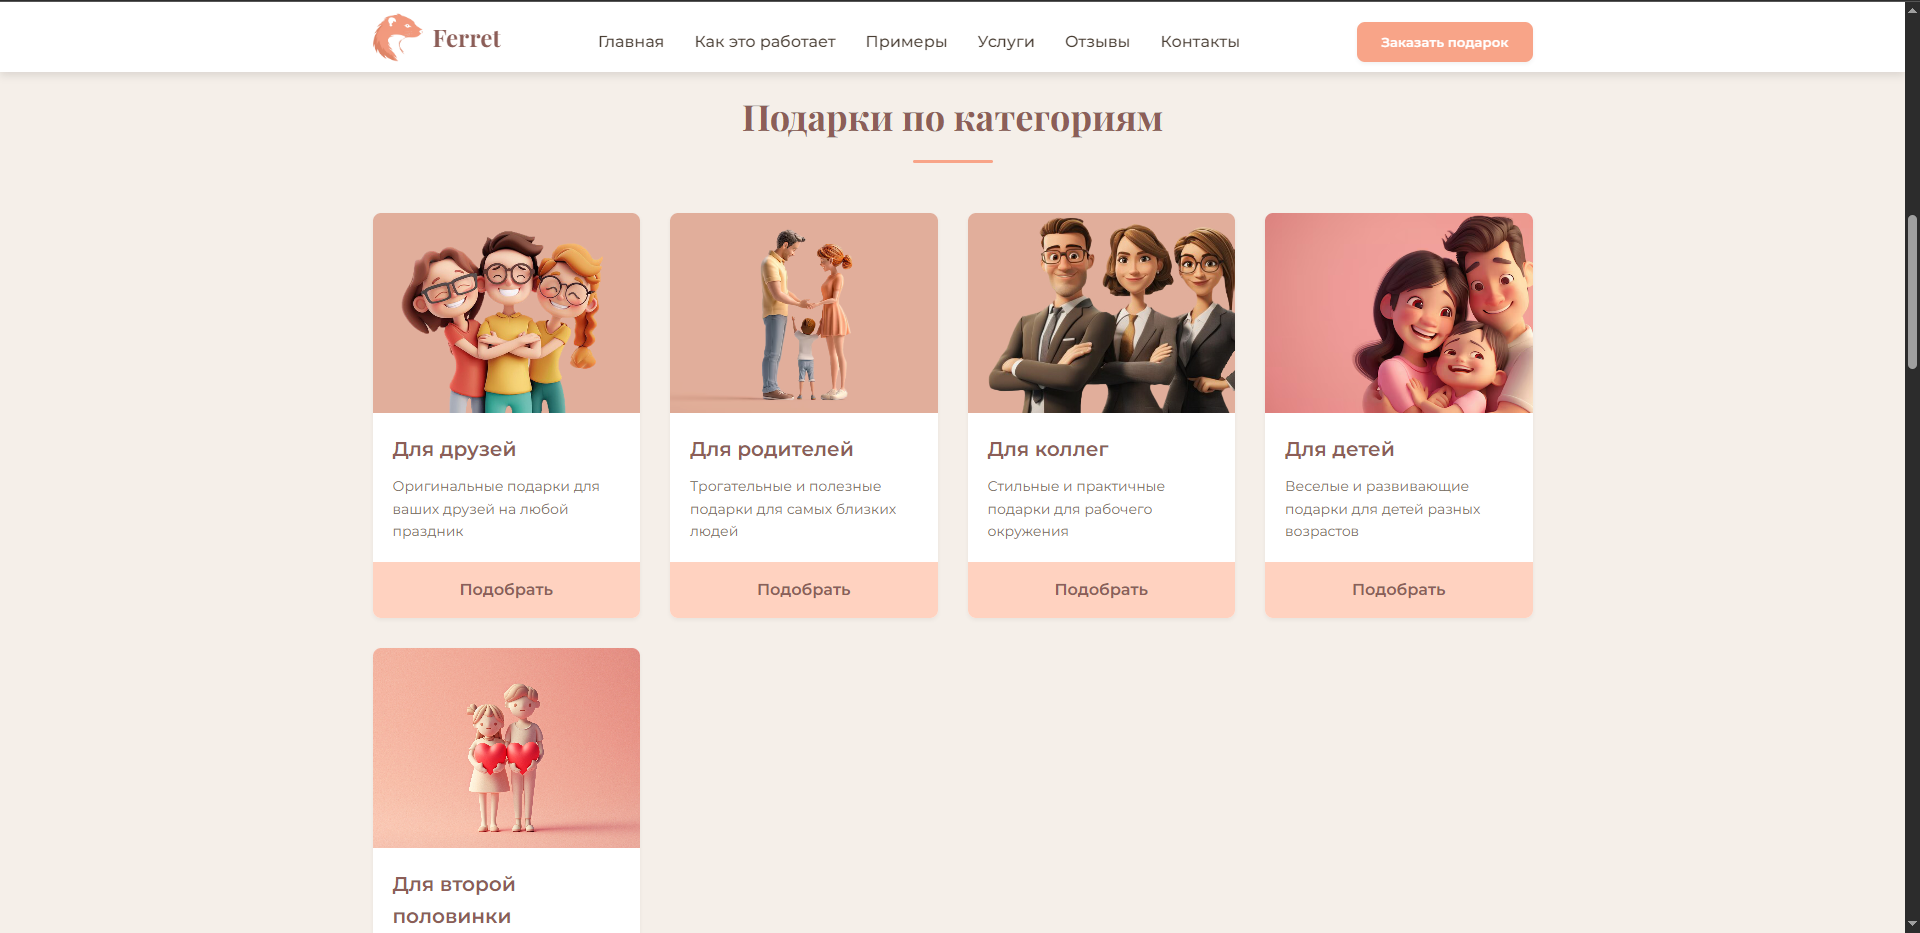 Ferret
Главная Как это работает Примеры Услуги Отзывы Контакты
Заказать подарок
Подарки по категориям
Для друзей
Оригинальные подарки для
ваших друзей на любой
праздник
Подобрать
Для родителей
Трогательные и полезные
подарки для самых близких
людей
Подобрать
Для коллег
Стильные и практичные
подарки для рабочего
окружения
Подобрать
Для детей
Веселые и развивающие
подарки для детей разных
возрастов
Подобрать
Для второй
половинки